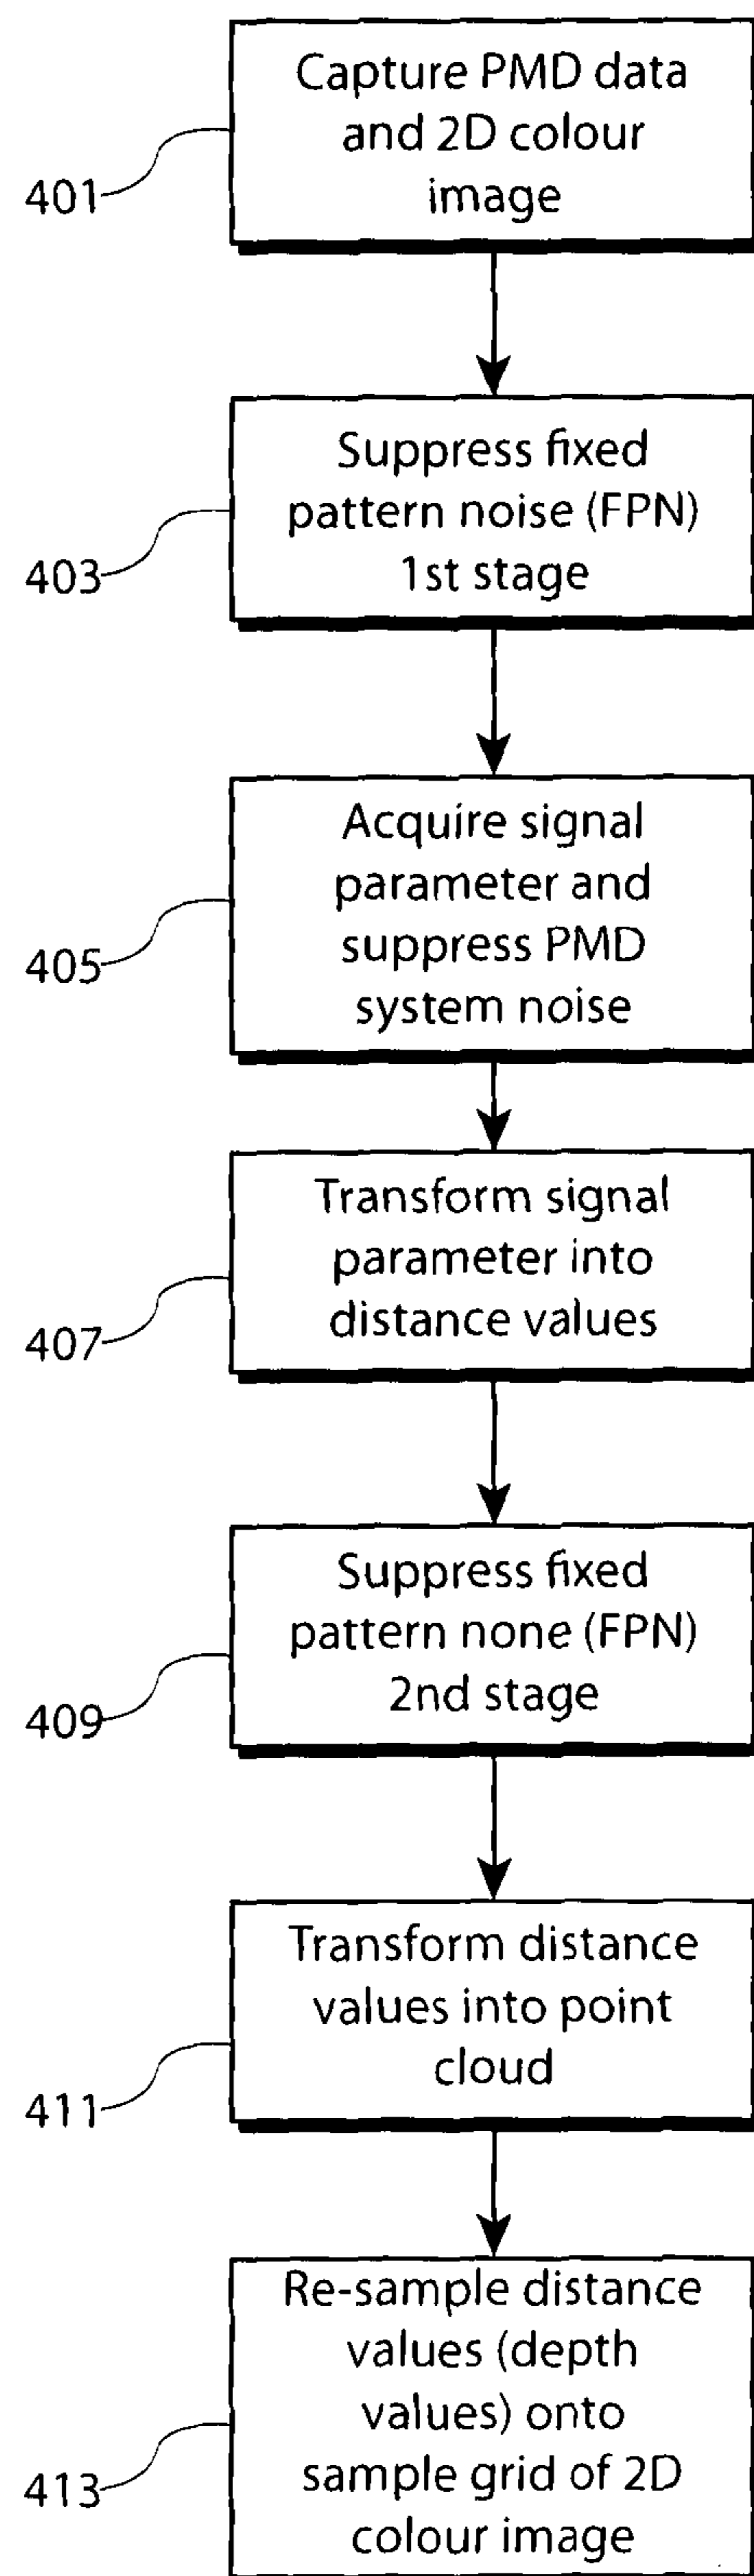 Capture PMD data
and 2D colour
image
401
Suppress fixed
pattern noise (FPN)
1st stage
403
Acquire signal
parameter and
suppress PMD
system noise
405
Transform signal
parameter into
distance values
407
Suppress fixed
pattern none (FPN)
2nd stage
409
Transform distance
values into point
cloud
411
Re-sample distance
values (depth
values) onto
sample grid of 2D
colour image
413